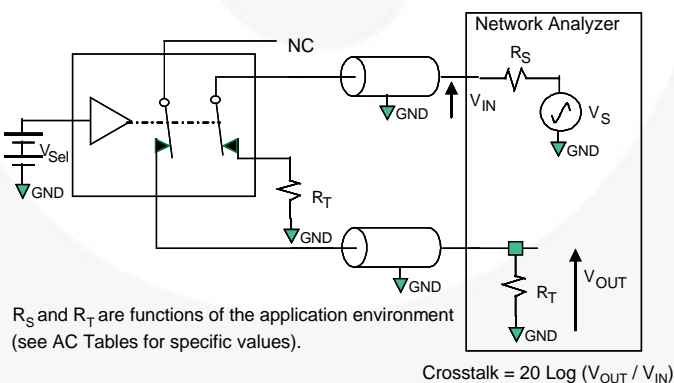 Network Analyzer
NC
R_S
V_IN
GND
V_S
GND
V_Sel
GND
R_T
GND
GND
R_T
V_OUT
GND
R_S and R_T are functions of the application environment
(see AC Tables for specific values).
Crosstalk = 20 Log (V_OUT / V_IN)